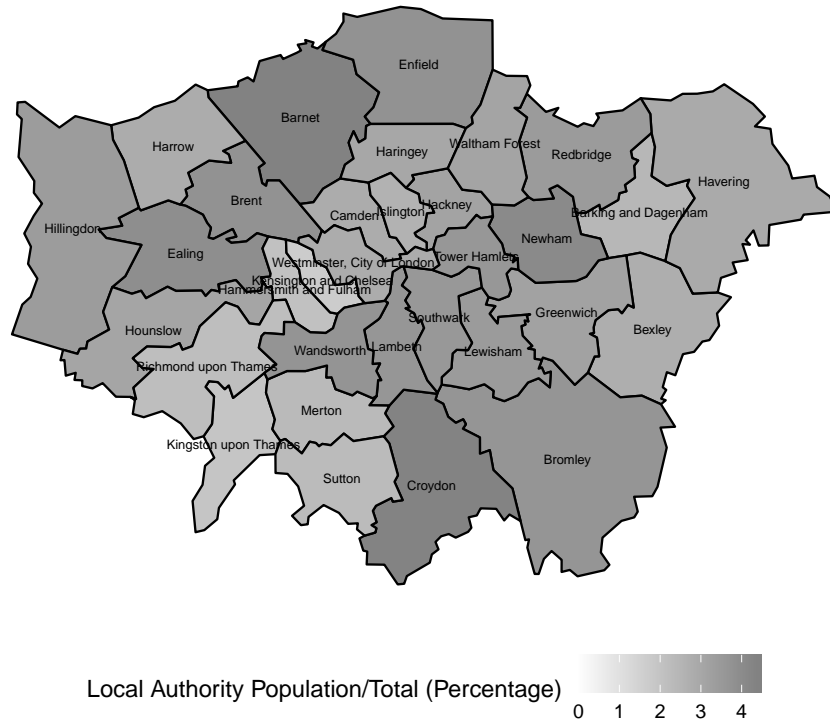 Enfield
Barnet
Harrow
Haringey
Waltham Forest
Redbridge
Havering
Brent
Hillingdon
Camden
Islington
Hackney
Barking and Dagenham
Newham
Ealing
Westminster, City of London
Tower Hamlets
Kensington and Chelsea
Hammersmith and Fulham
Hounslow
Southwark
Greenwich
Bexley
Wandsworth
Lambeth
Lewisham
Richmond upon Thames
Merton
Kingston upon Thames
Bromley
Sutton
Croydon
Local Authority Population/Total (Percentage)
0 1 2 3 4